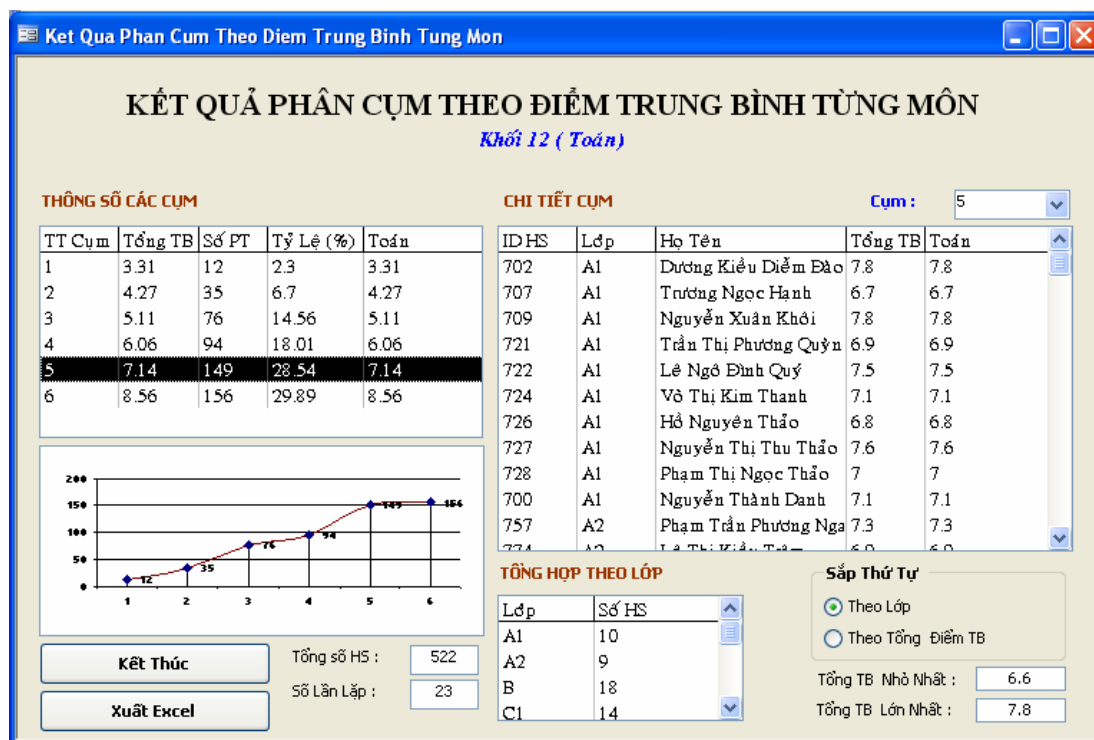 Ket Qua Phan Cum Theo Diem Trung Binh Tung Mon
KẾT QUẢ PHÂN CỤM THEO ĐIỂM TRUNG BÌNH TỪNG MÔN
Khối 12 ( Toán)
THÔNG SỐ CÁC CỤM
TT Cụm Tổng TB Số PT Tỷ Lệ (%) Toán
1 3.31 12 2.3 3.31
2 4.27 35 6.7 4.27
3 5.11 76 14.56 5.11
4 6.06 94 18.01 6.06
5 7.14 149 28.54 7.14
6 8.56 156 29.89 8.56
200
150
100
50
12 35 76 94 149 156
1 2 3 4 5 6
Kết Thúc
Xuất Excel
Tổng số HS : 522
Số Lần Lặp : 23
CHI TIẾT CỤM
Cụm : 5
ID HS Lớp Họ Tên Tổng TB Toán
702 A1 Dương Kiều Diễm Đào 7.8 7.8
707 A1 Trương Ngọc Hạnh 6.7 6.7
709 A1 Nguyễn Xuân Khôi 7.8 7.8
721 A1 Trần Thị Phương Quỳn 6.9 6.9
722 A1 Lê Ngô Đình Quý 7.5 7.5
724 A1 Võ Thị Kim Thanh 7.1 7.1
726 A1 Hồ Nguyên Thảo 6.8 6.8
727 A1 Nguyễn Thị Thu Thảo 7.6 7.6
728 A1 Phạm Thị Ngọc Thảo 7 7
700 A1 Nguyễn Thành Danh 7.1 7.1
757 A2 Phạm Trần Phương Nga 7.3 7.3
774 A2 Lê Thị Kiều Trâm 6.9 6.9
TỔNG HỢP THEO LỚP
Lớp Số HS
A1 10
A2 9
B 18
C1 14
Sắp Thứ Tự
Theo Lớp
Theo Tổng Điểm TB
Tổng TB Nhỏ Nhất : 6.6
Tổng TB Lớn Nhất : 7.8